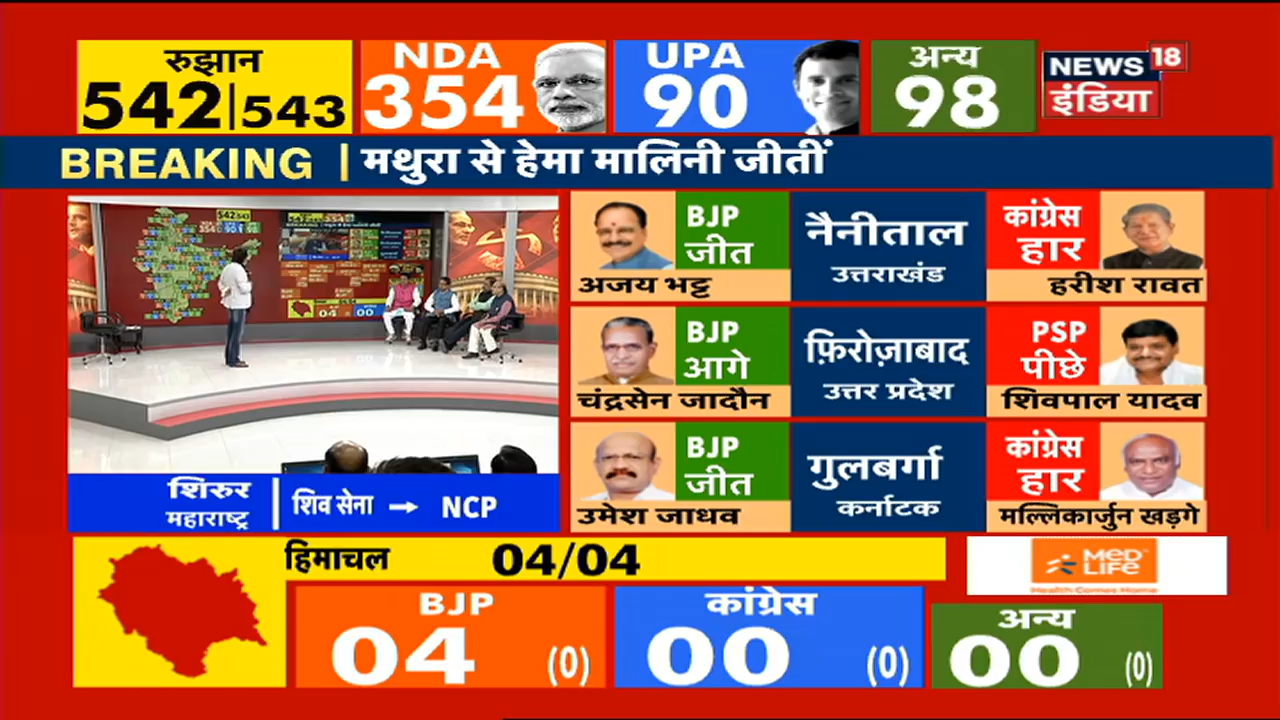 रुझान
542|543
NDA
354
UPA
90
अन्य
98
NEWS 18
इंडिया
BREAKING | मथुरा से हेमा मालिनी जीतीं
BJP
जीत
अजय भट्ट
नैनीताल
उत्तराखंड
कांग्रेस
हार
हरीश रावत
BJP
आगे
चंद्रसेन जादौन
फ़िरोज़ाबाद
उत्तर प्रदेश
PSP
पीछे
शिवपाल यादव
BJP
जीत
उमेश जाधव
गुलबर्गा
कर्नाटक
कांग्रेस
हार
मल्लिकार्जुन खड़गे
शिरुर
महाराष्ट्र
शिव सेना → NCP
हिमाचल 04/04
BJP
04 (0)
कांग्रेस
00 (0)
अन्य
00 (0)
MED LIFE
Health Comes Home